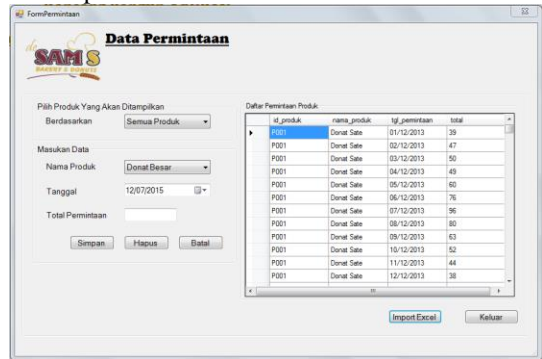 FormPermintaan
de
SAM'S
BAKERY & DONUTS
Data Permintaan
Pilih Produk Yang Akan Ditampilkan
Berdasarkan
Semua Produk
Masukan Data
Nama Produk
Donat Besar
Tanggal
12/07/2015
Total Permintaan
Simpan
Hapus
Batal
Daftar Pemintaan Produk
id_produk nama_produk tgl_pemintaan total
P001 Donat Sate 01/12/2013 39
P001 Donat Sate 02/12/2013 47
P001 Donat Sate 03/12/2013 50
P001 Donat Sate 04/12/2013 49
P001 Donat Sate 05/12/2013 60
P001 Donat Sate 06/12/2013 76
P001 Donat Sate 07/12/2013 96
P001 Donat Sate 08/12/2013 80
P001 Donat Sate 09/12/2013 63
P001 Donat Sate 10/12/2013 52
P001 Donat Sate 11/12/2013 44
P001 Donat Sate 12/12/2013 38
Import Excel
Keluar